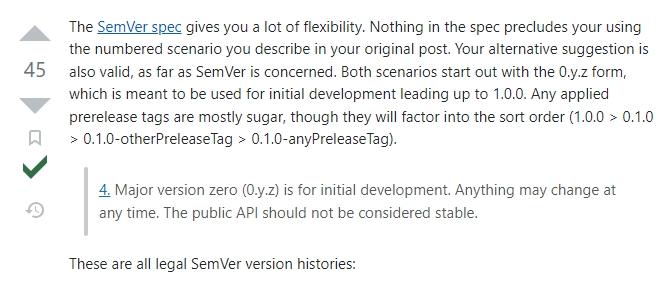 The SemVer spec gives you a lot of flexibility. Nothing in the spec precludes your using
the numbered scenario you describe in your original post. Your alternative suggestion is
45
also valid, as far as SemVer is concerned. Both scenarios start out with the 0.y.z form,
which is meant to be used for initial development leading up to 1.0.0. Any applied
prerelease tags are mostly sugar, though they will factor into the sort order (1.0.0 > 0.1.0
> 0.1.0-otherPreleaseTag > 0.1.0-anyPreleaseTag).
4. Major version zero (0.y.z) is for initial development. Anything may change at
any time. The public API should not be considered stable.
These are all legal SemVer version histories: